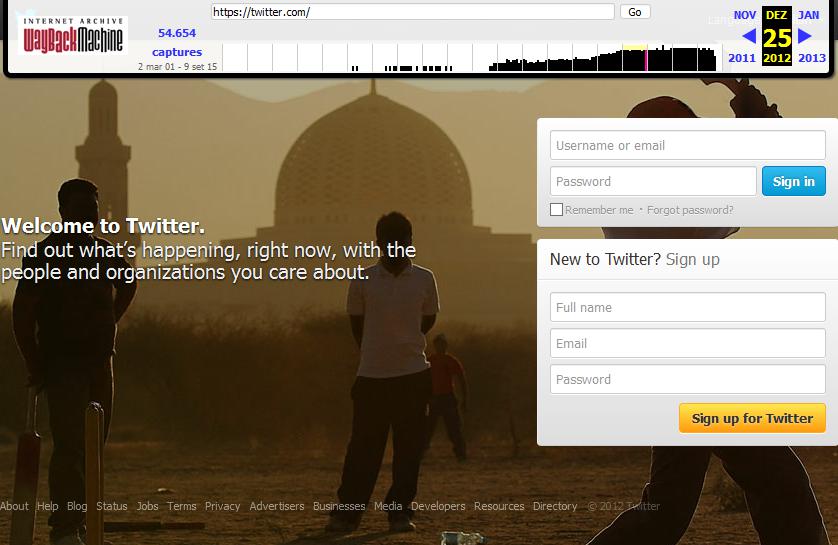 INTERNET ARCHIVE
WayBackMachine
https://twitter.com/
Go
54.654
captures
2 mar 01 - 9 set 15
NOV DEZ JAN
25
2011 2012 2013
Username or email
Password
Sign in
Remember me · Forgot password?
Welcome to Twitter.
Find out what’s happening, right now, with the
people and organizations you care about.
New to Twitter? Sign up
Full name
Email
Password
Sign up for Twitter
About Help Blog Status Jobs Terms Privacy Advertisers Businesses Media Developers Resources Directory © 2012 Twitter